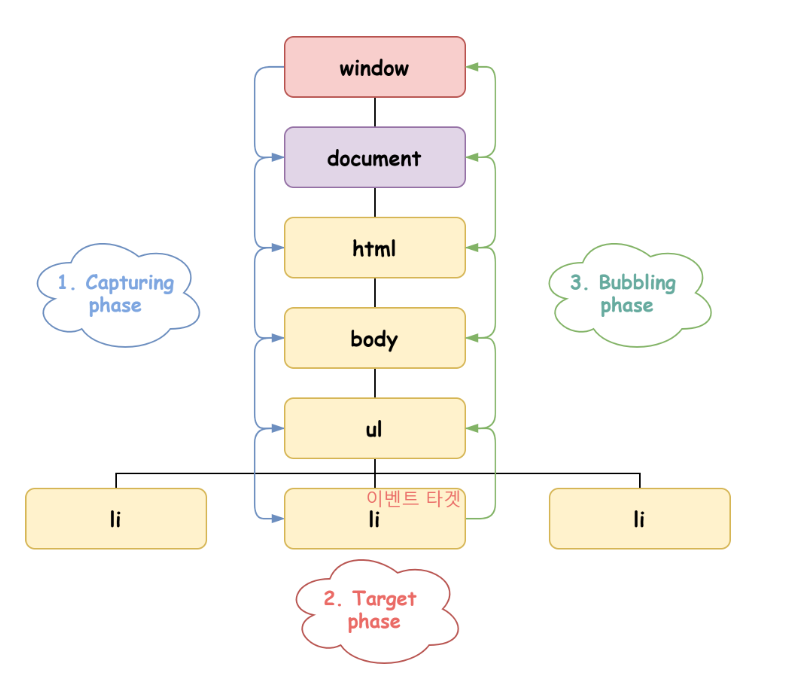 window
document
html
1. Capturing
phase
3. Bubbling
phase
body
ul
이벤트 타겟
li
li
li
2. Target
phase